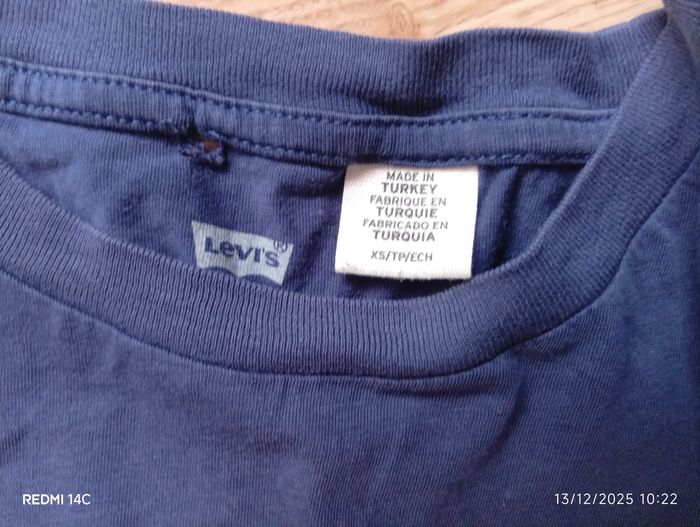 MADE IN
TURKEY
FABRIQUE EN
TURQUIE
FABRICADO EN
TURQUIA
XS/TP/ECH
Levi's®
REDMI 14C
13/12/2025 10:22